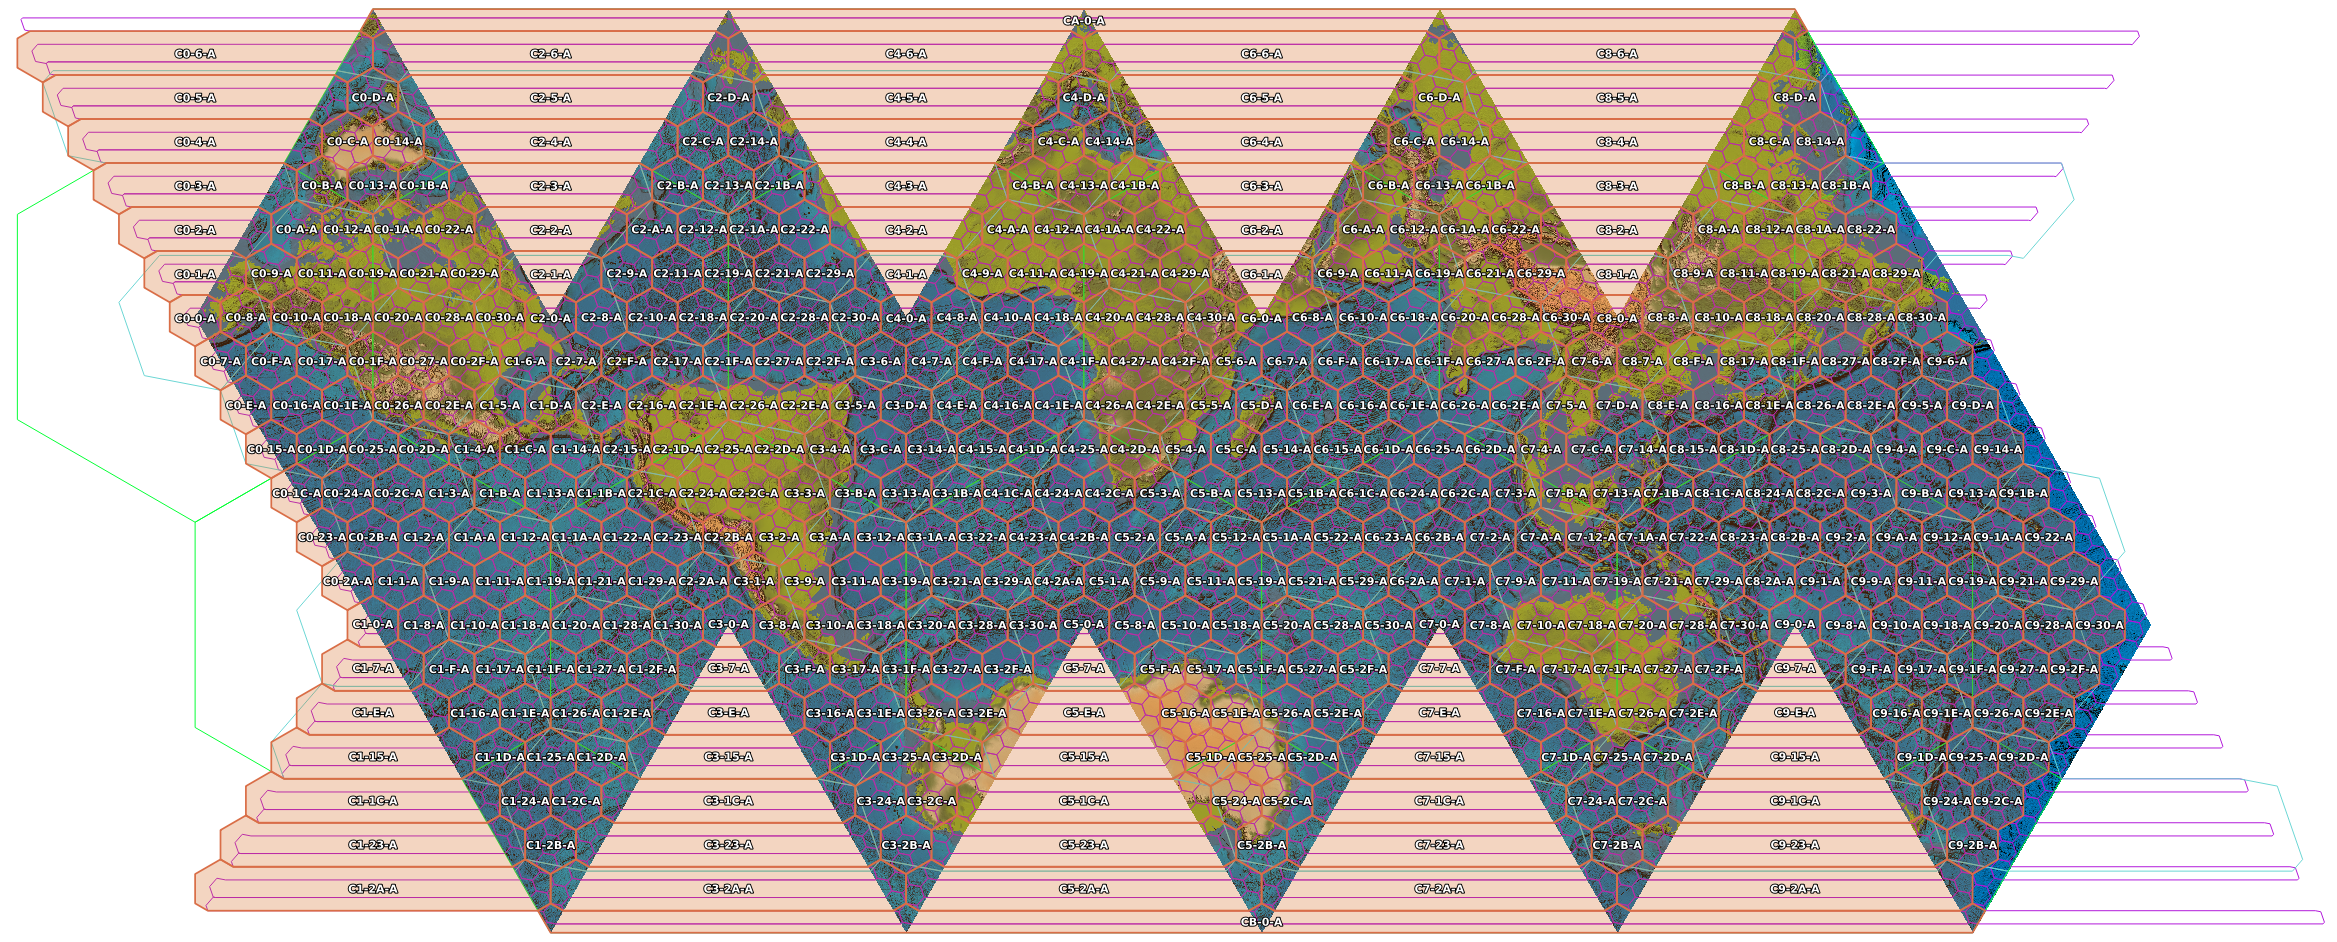 CA-0-A
C0-6-A C2-6-A C4-6-A C6-6-A C8-6-A
C0-5-A C0-D-A C2-5-A C2-D-A C4-5-A C4-D-A C6-5-A C6-D-A C8-5-A C8-D-A
C0-4-A C0-C-A C0-14-A C2-4-A C2-C-A C2-14-A C4-4-A C4-C-A C4-14-A C6-4-A C6-C-A C6-14-A C8-4-A C8-C-A C8-14-A
C0-3-A C0-B-A C0-13-A C0-1B-A C2-3-A C2-B-A C2-13-A C2-1B-A C4-3-A C4-B-A C4-13-A C4-1B-A C6-3-A C6-B-A C6-13-A C6-1B-A C8-3-A C8-B-A C8-13-A C8-1B-A
C0-2-A C0-A-A C0-12-A C0-1A-A C0-22-A C2-2-A C2-A-A C2-12-A C2-1A-A C2-22-A C4-2-A C4-A-A C4-12-A C4-1A-A C4-22-A C6-2-A C6-A-A C6-12-A C6-1A-A C6-22-A C8-2-A C8-A-A C8-12-A C8-1A-A C8-22-A
C0-1-A C0-9-A C0-11-A C0-19-A C0-21-A C0-29-A C2-1-A C2-9-A C2-11-A C2-19-A C2-21-A C2-29-A C4-1-A C4-9-A C4-11-A C4-19-A C4-21-A C4-29-A C6-1-A C6-9-A C6-11-A C6-19-A C6-21-A C6-29-A C8-1-A C8-9-A C8-11-A C8-19-A C8-21-A C8-29-A
C0-0-A C0-8-A C0-10-A C0-18-A C0-20-A C0-28-A C0-30-A C2-0-A C2-8-A C2-10-A C2-18-A C2-20-A C2-28-A C2-30-A C4-0-A C4-8-A C4-10-A C4-18-A C4-20-A C4-28-A C4-30-A C6-0-A C6-8-A C6-10-A C6-18-A C6-20-A C6-28-A C6-30-A C8-0-A C8-8-A C8-10-A C8-18-A C8-20-A C8-28-A C8-30-A
C0-7-A C0-F-A C0-17-A C0-1F-A C0-27-A C0-2F-A C1-6-A C2-7-A C2-F-A C2-17-A C2-1F-A C2-27-A C2-2F-A C3-6-A C4-7-A C4-F-A C4-17-A C4-1F-A C4-27-A C4-2F-A C5-6-A C6-7-A C6-F-A C6-17-A C6-1F-A C6-27-A C6-2F-A C7-6-A C8-7-A C8-F-A C8-17-A C8-1F-A C8-27-A C8-2F-A C9-6-A
C0-E-A C0-16-A C0-1E-A C0-26-A C0-2E-A C1-5-A C1-D-A C2-E-A C2-16-A C2-1E-A C2-26-A C2-2E-A C3-5-A C3-D-A C4-E-A C4-16-A C4-1E-A C4-26-A C4-2E-A C5-5-A C5-D-A C6-E-A C6-16-A C6-1E-A C6-26-A C6-2E-A C7-5-A C7-D-A C8-E-A C8-16-A C8-1E-A C8-26-A C8-2E-A C9-5-A C9-D-A
C0-15-A C0-1D-A C0-25-A C0-2D-A C1-4-A C1-C-A C1-14-A C2-15-A C2-1D-A C2-25-A C2-2D-A C3-4-A C3-C-A C3-14-A C4-15-A C4-1D-A C4-25-A C4-2D-A C5-4-A C5-C-A C5-14-A C6-15-A C6-1D-A C6-25-A C6-2D-A C7-4-A C7-C-A C7-14-A C8-15-A C8-1D-A C8-25-A C8-2D-A C9-4-A C9-C-A C9-14-A
C0-1C-A C0-24-A C0-2C-A C1-3-A C1-B-A C1-13-A C1-1B-A C2-1C-A C2-24-A C2-2C-A C3-3-A C3-B-A C3-13-A C3-1B-A C4-1C-A C4-24-A C4-2C-A C5-3-A C5-B-A C5-13-A C5-1B-A C6-1C-A C6-24-A C6-2C-A C7-3-A C7-B-A C7-13-A C7-1B-A C8-1C-A C8-24-A C8-2C-A C9-3-A C9-B-A C9-13-A C9-1B-A
C0-23-A C0-2B-A C1-2-A C1-A-A C1-12-A C1-1A-A C1-22-A C2-23-A C2-2B-A C3-2-A C3-A-A C3-12-A C3-1A-A C3-22-A C4-23-A C4-2B-A C5-2-A C5-A-A C5-12-A C5-1A-A C5-22-A C6-23-A C6-2B-A C7-2-A C7-A-A C7-12-A C7-1A-A C7-22-A C8-23-A C8-2B-A C9-2-A C9-A-A C9-12-A C9-1A-A C9-22-A
C0-2A-A C1-1-A C1-9-A C1-11-A C1-19-A C1-21-A C1-29-A C2-2A-A C3-1-A C3-9-A C3-11-A C3-19-A C3-21-A C3-29-A C4-2A-A C5-1-A C5-9-A C5-11-A C5-19-A C5-21-A C5-29-A C6-2A-A C7-1-A C7-9-A C7-11-A C7-19-A C7-21-A C7-29-A C8-2A-A C9-1-A C9-9-A C9-11-A C9-19-A C9-21-A C9-29-A
C1-0-A C1-8-A C1-10-A C1-18-A C1-20-A C1-28-A C1-30-A C3-0-A C3-8-A C3-10-A C3-18-A C3-20-A C3-28-A C3-30-A C5-0-A C5-8-A C5-10-A C5-18-A C5-20-A C5-28-A C5-30-A C7-0-A C7-8-A C7-10-A C7-18-A C7-20-A C7-28-A C7-30-A C9-0-A C9-8-A C9-10-A C9-18-A C9-20-A C9-28-A C9-30-A
C1-7-A C1-F-A C1-17-A C1-1F-A C1-27-A C1-2F-A C3-7-A C3-F-A C3-17-A C3-1F-A C3-27-A C3-2F-A C5-7-A C5-F-A C5-17-A C5-1F-A C5-27-A C5-2F-A C7-7-A C7-F-A C7-17-A C7-1F-A C7-27-A C7-2F-A C9-7-A C9-F-A C9-17-A C9-1F-A C9-27-A C9-2F-A
C1-E-A C1-16-A C1-1E-A C1-26-A C1-2E-A C3-E-A C3-16-A C3-1E-A C3-26-A C3-2E-A C5-E-A C5-16-A C5-1E-A C5-26-A C5-2E-A C7-E-A C7-16-A C7-1E-A C7-26-A C7-2E-A C9-E-A C9-16-A C9-1E-A C9-26-A C9-2E-A
C1-15-A C1-1D-A C1-25-A C1-2D-A C3-15-A C3-1D-A C3-25-A C3-2D-A C5-15-A C5-1D-A C5-25-A C5-2D-A C7-15-A C7-1D-A C7-25-A C7-2D-A C9-15-A C9-1D-A C9-25-A C9-2D-A
C1-1C-A C1-24-A C1-2C-A C3-1C-A C3-24-A C3-2C-A C5-1C-A C5-24-A C5-2C-A C7-1C-A C7-24-A C7-2C-A C9-1C-A C9-24-A C9-2C-A
C1-23-A C1-2B-A C3-23-A C3-2B-A C5-23-A C5-2B-A C7-23-A C7-2B-A C9-23-A C9-2B-A
C1-2A-A C3-2A-A C5-2A-A C7-2A-A C9-2A-A
CB-0-A